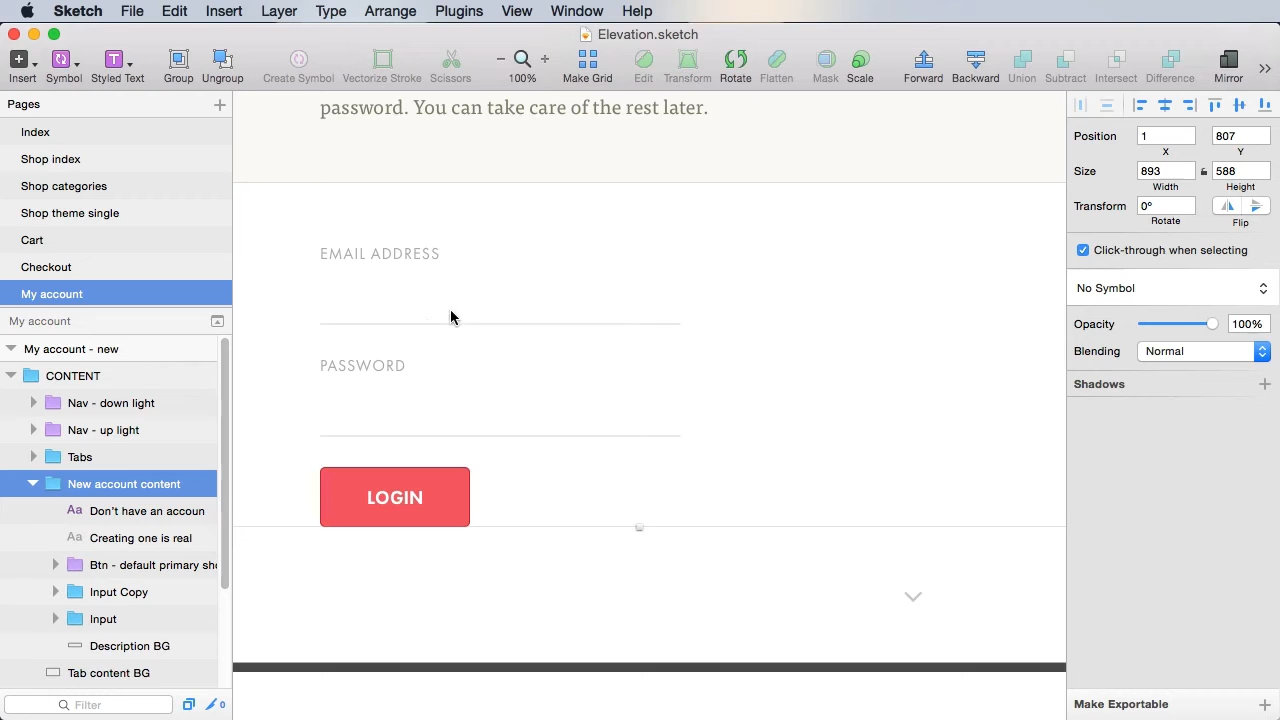 Sketch File Edit Insert Layer Type Arrange Plugins View Window Help
Elevation.sketch
Insert Symbol Styled Text Group Ungroup Create Symbol Vectorize Stroke Scissors 100% Make Grid Edit Transform Rotate Flatten Mask Scale Forward Backward Union Subtract Intersect Difference Mirror
Pages
Index
Shop index
Shop categories
Shop theme single
Cart
Checkout
My account
My account
My account - new
CONTENT
Nav - down light
Nav - up light
Tabs
New account content
Aa Don't have an accoun
Aa Creating one is real
Btn - default primary sho
Input Copy
Input
Description BG
Tab content BG
Filter
0
password. You can take care of the rest later.
EMAIL ADDRESS
PASSWORD
LOGIN
Position 1 807
X Y
Size 893 588
Width Height
Transform 0°
Rotate Flip
Click-through when selecting
No Symbol
Opacity 100%
Blending Normal
Shadows
Make Exportable